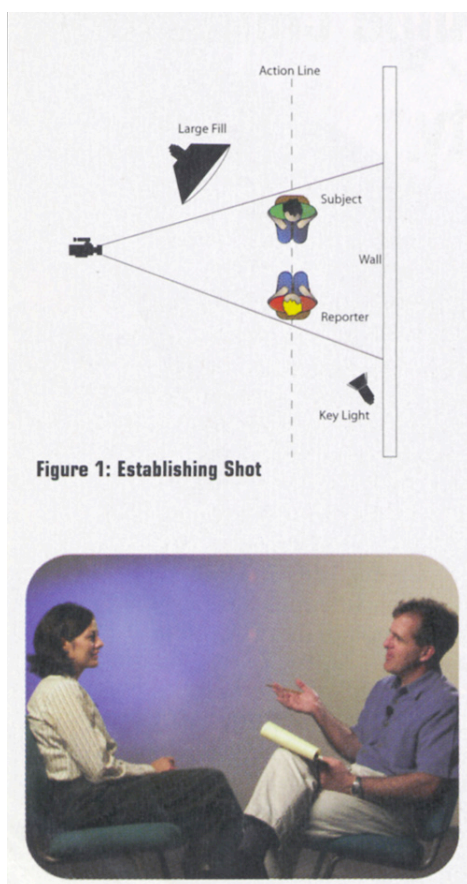 Action Line
Large Fill
Subject
Wall
Reporter
Key Light
Figure 1: Establishing Shot